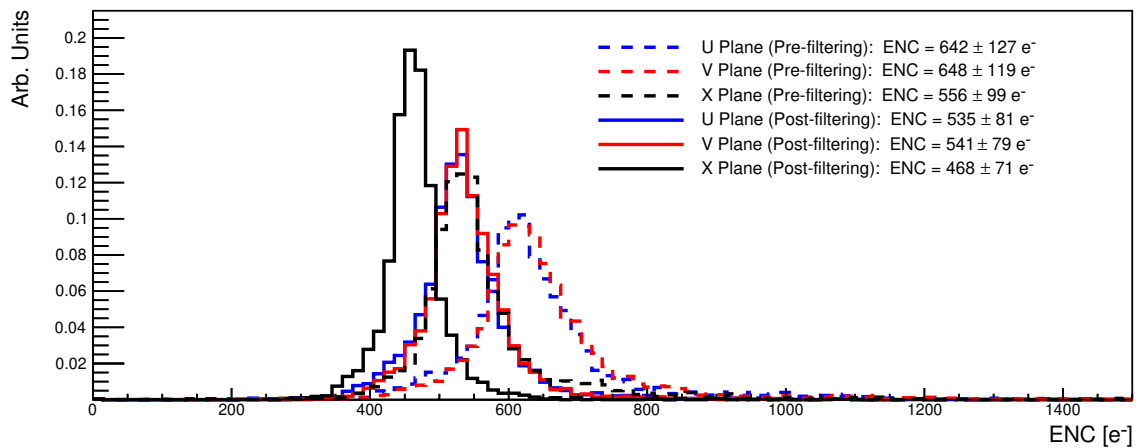 Arb. Units
0.2
0.18
0.16
0.14
0.12
0.1
0.08
0.06
0.04
0.02
U Plane (Pre-filtering): ENC = 642 ± 127 e⁻
V Plane (Pre-filtering): ENC = 648 ± 119 e⁻
X Plane (Pre-filtering): ENC = 556 ± 99 e⁻
U Plane (Post-filtering): ENC = 535 ± 81 e⁻
V Plane (Post-filtering): ENC = 541 ± 79 e⁻
X Plane (Post-filtering): ENC = 468 ± 71 e⁻
0 200 400 600 800 1000 1200 1400
ENC [e⁻]